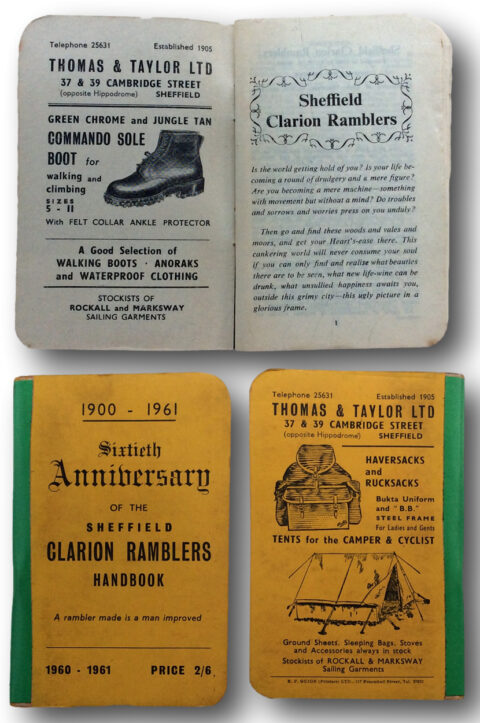 Telephone 25631 Established 1905
THOMAS & TAYLOR LTD
37 & 39 CAMBRIDGE STREET
(opposite Hippodrome) SHEFFIELD
GREEN CHROME and JUNGLE TAN
COMMANDO SOLE
BOOT for
walking and
climbing
SIZES
5 - 11
With FELT COLLAR ANKLE PROTECTOR
A Good Selection of
WALKING BOOTS · ANORAKS
and WATERPROOF CLOTHING
STOCKISTS OF
ROCKALL and MARKSWAY
SAILING GARMENTS
Sheffield
Clarion Ramblers
Is the world getting hold of you? Is your life be-
coming a round of drudgery and a mere figure?
Are you becoming a mere machine—something
with movement but without a mind? Do troubles
and sorrows and worries press on you unduly?
Then go and find these woods and vales and
moors, and get your Heart's-ease there. This
cankering world will never consume your soul
if you can only find and realise what beauties
there are to be seen, what new life-wine can be
drunk, what unsullied happiness awaits you,
outside this grimy city—this ugly picture in a
glorious frame.
1
1900 - 1961
Sixtieth
Anniversary
OF THE
SHEFFIELD
CLARION RAMBLERS
HANDBOOK
A rambler made is a man improved
1960 - 1961 PRICE 2/6
Telephone 25631 Established 1905
THOMAS & TAYLOR LTD
37 & 39 CAMBRIDGE STREET
(opposite Hippodrome) SHEFFIELD
HAVERSACKS
and
RUCKSACKS
Bukta Uniform
and "B.B."
STEEL FRAME
For Ladies and Gents
TENTS for the CAMPER & CYCLIST
Ground Sheets, Sleeping Bags, Stoves
and Accessories always in stock
Stockists of ROCKALL & MARKSWAY
Sailing Garments
(Printers) LTD., Street, Tel.